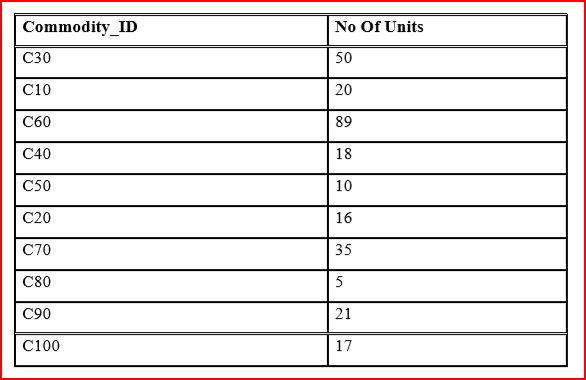 Commodity_ID No Of Units
C30 50
C10 20
C60 89
C40 18
C50 10
C20 16
C70 35
C80 5
C90 21
C100 17